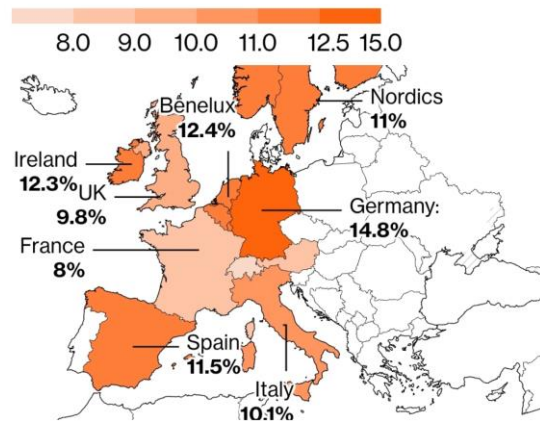 8.0 9.0 10.0 11.0 12.5 15.0
Benelux
12.4%
Nordics
11%
Ireland
12.3%
UK
9.8%
Germany:
14.8%
France
8%
Spain
11.5%
Italy
10.1%